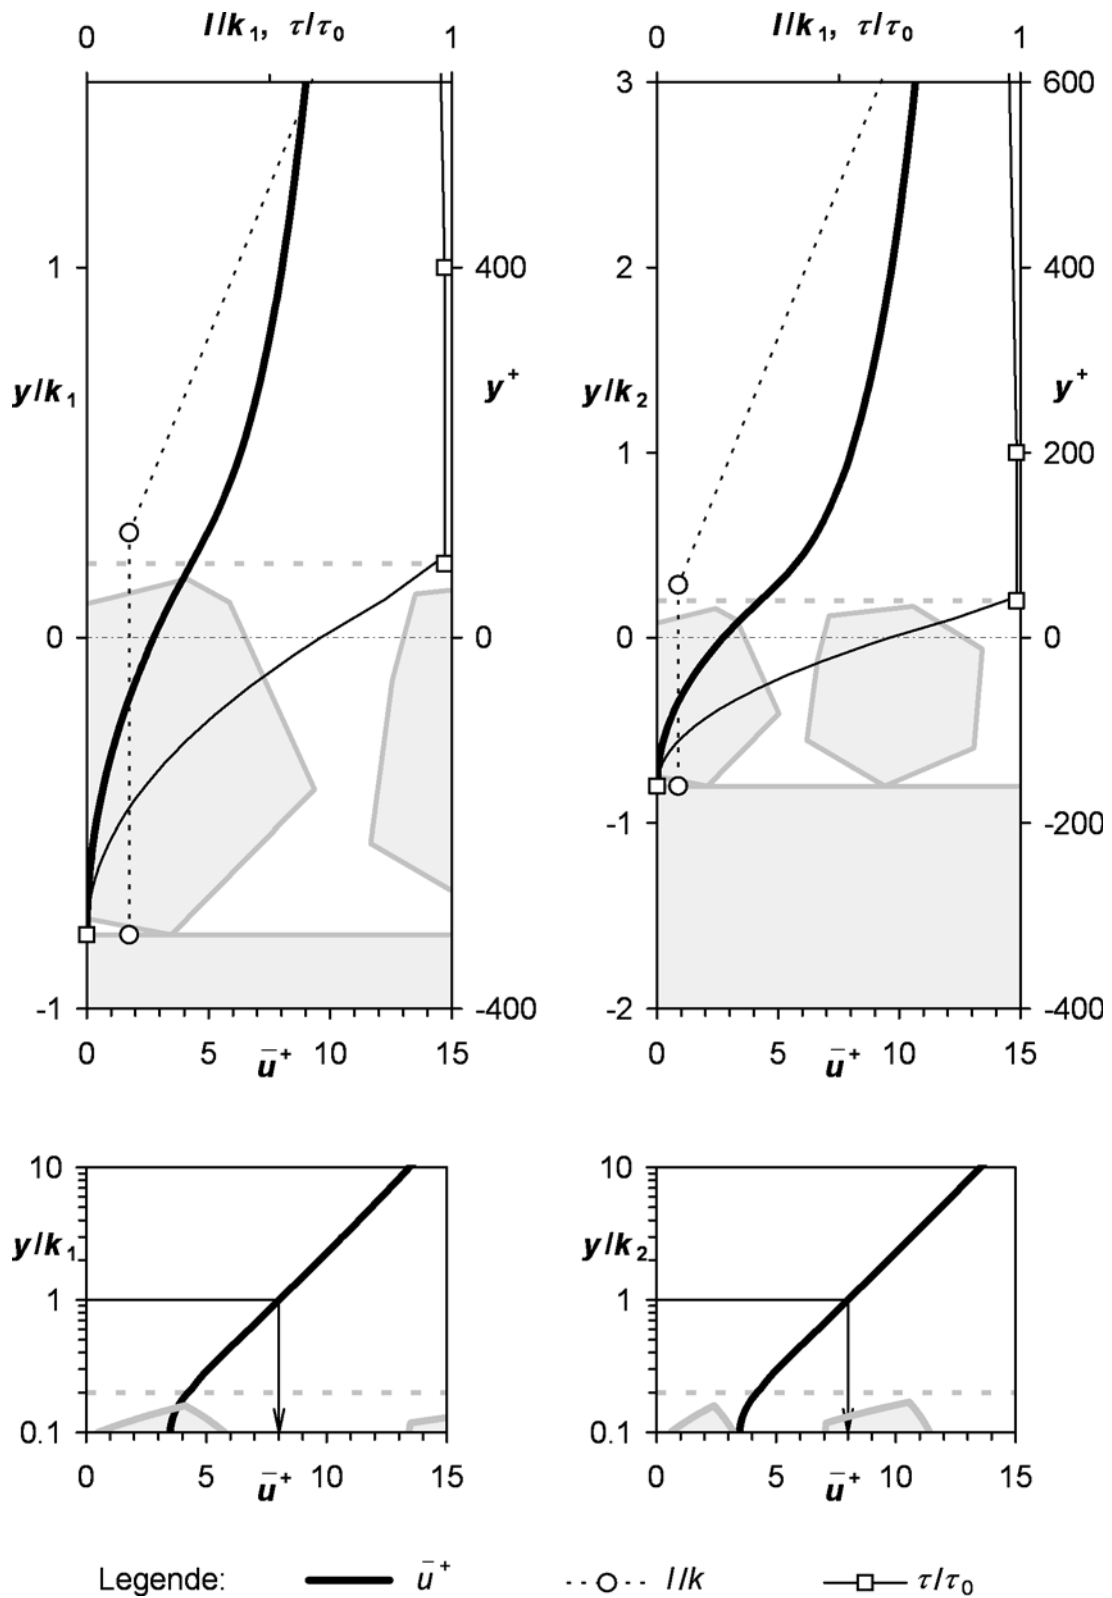 0 l/k₁, τ/τ₀ 1
0 l/k₁, τ/τ₀ 1
3 600
1 400
2 400
y/k₁ y⁺
y/k₂ y⁺
1 200
0 0
0 0
-1 -200
-1 -400
-2 -400
0 5 10 15
u̅⁺
0 5 10 15
u̅⁺
10
y/k₁
1
0.1
0 5 10 15
u̅⁺
10
y/k₂
1
0.1
0 5 10 15
u̅⁺
Legende: u̅⁺ l/k τ/τ₀